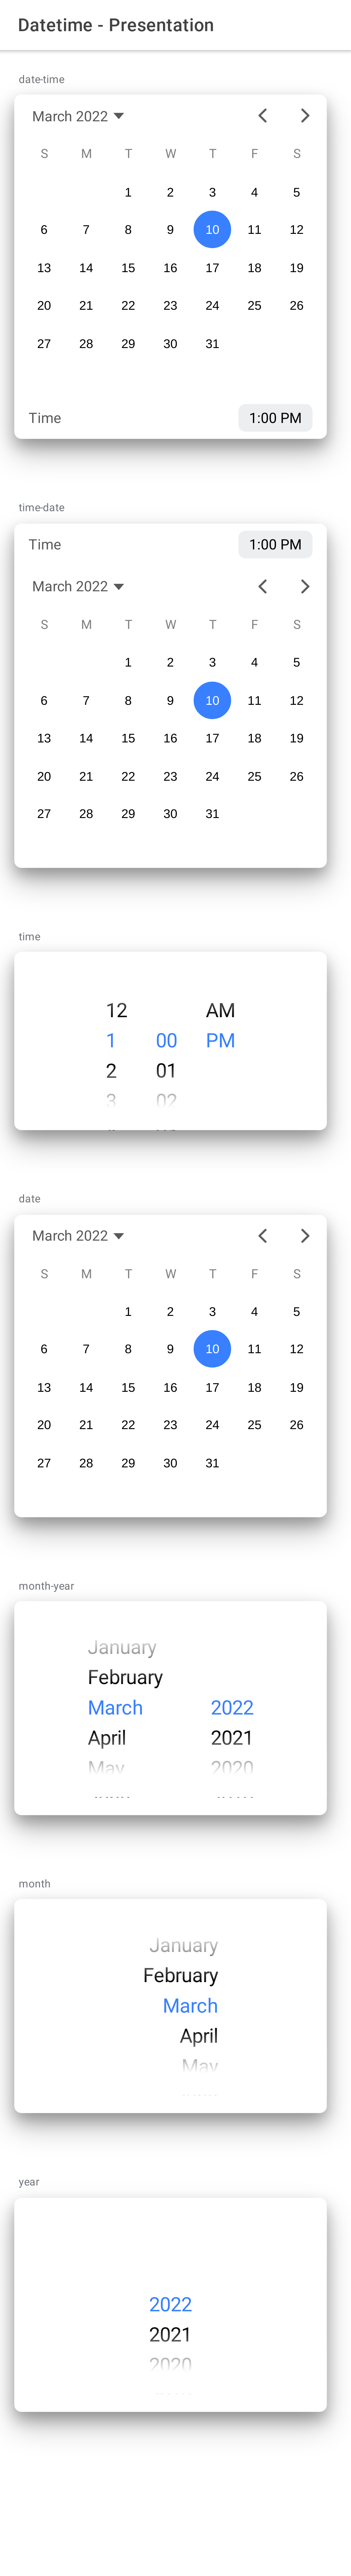 Datetime - Presentation
date-time
March 2022
S M T W T F S
1 2 3 4 5
6 7 8 9 10 11 12
13 14 15 16 17 18 19
20 21 22 23 24 25 26
27 28 29 30 31
Time 1:00 PM
time-date
Time 1:00 PM
March 2022
S M T W T F S
1 2 3 4 5
6 7 8 9 10 11 12
13 14 15 16 17 18 19
20 21 22 23 24 25 26
27 28 29 30 31
time
12 AM
1 00 PM
2 01
3 02
date
March 2022
S M T W T F S
1 2 3 4 5
6 7 8 9 10 11 12
13 14 15 16 17 18 19
20 21 22 23 24 25 26
27 28 29 30 31
month-year
January
February
March 2022
April 2021
May 2020
month
January
February
March
April
May
year
2022
2021
2020